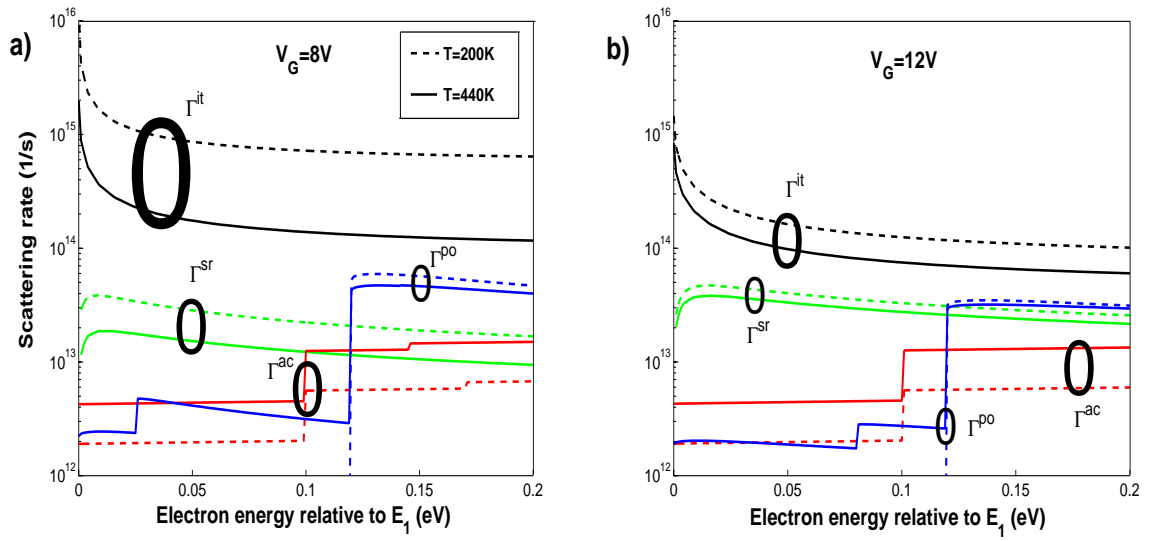 a)
V_G=8V
T=200K
T=440K
Γ^it
Γ^sr
Γ^po
Γ^ac
10^16
10^15
10^14
10^13
10^12
0
0.05
0.1
0.15
0.2
Scattering rate (1/s)
Electron energy relative to E_1 (eV)
b)
V_G=12V
Γ^it
Γ^sr
Γ^ac
Γ^po
10^16
10^15
10^14
10^13
10^12
0
0.05
0.1
0.15
0.2
Electron energy relative to E_1 (eV)